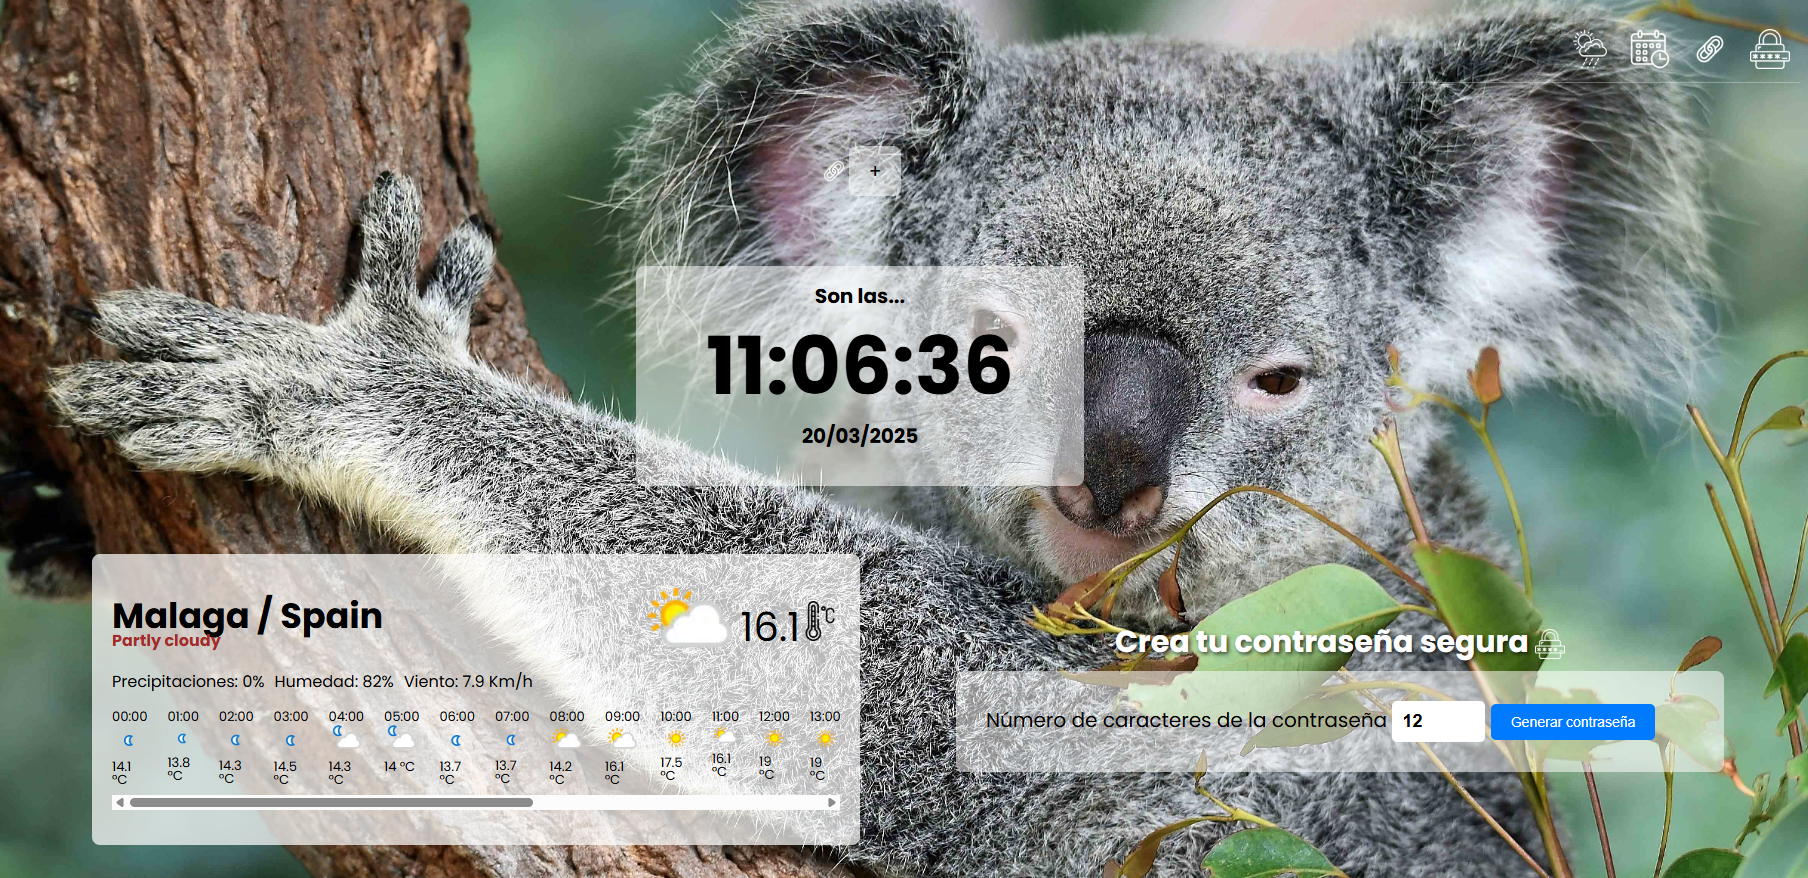 +
Son las...
11:06:36
20/03/2025
Malaga / Spain
Partly cloudy
16.1 °C
Precipitaciones: 0% Humedad: 82% Viento: 7.9 Km/h
00:00 01:00 02:00 03:00 04:00 05:00 06:00 07:00 08:00 09:00 10:00 11:00 12:00 13:00
14.1 °C 13.8 °C 14.3 °C 14.5 °C 14.3 °C 14 °C 13.7 °C 13.7 °C 14.2 °C 16.1 °C 17.5 °C 16.1 °C 19 °C 19 °C
Crea tu contraseña segura
Número de caracteres de la contraseña 12 Generar contraseña